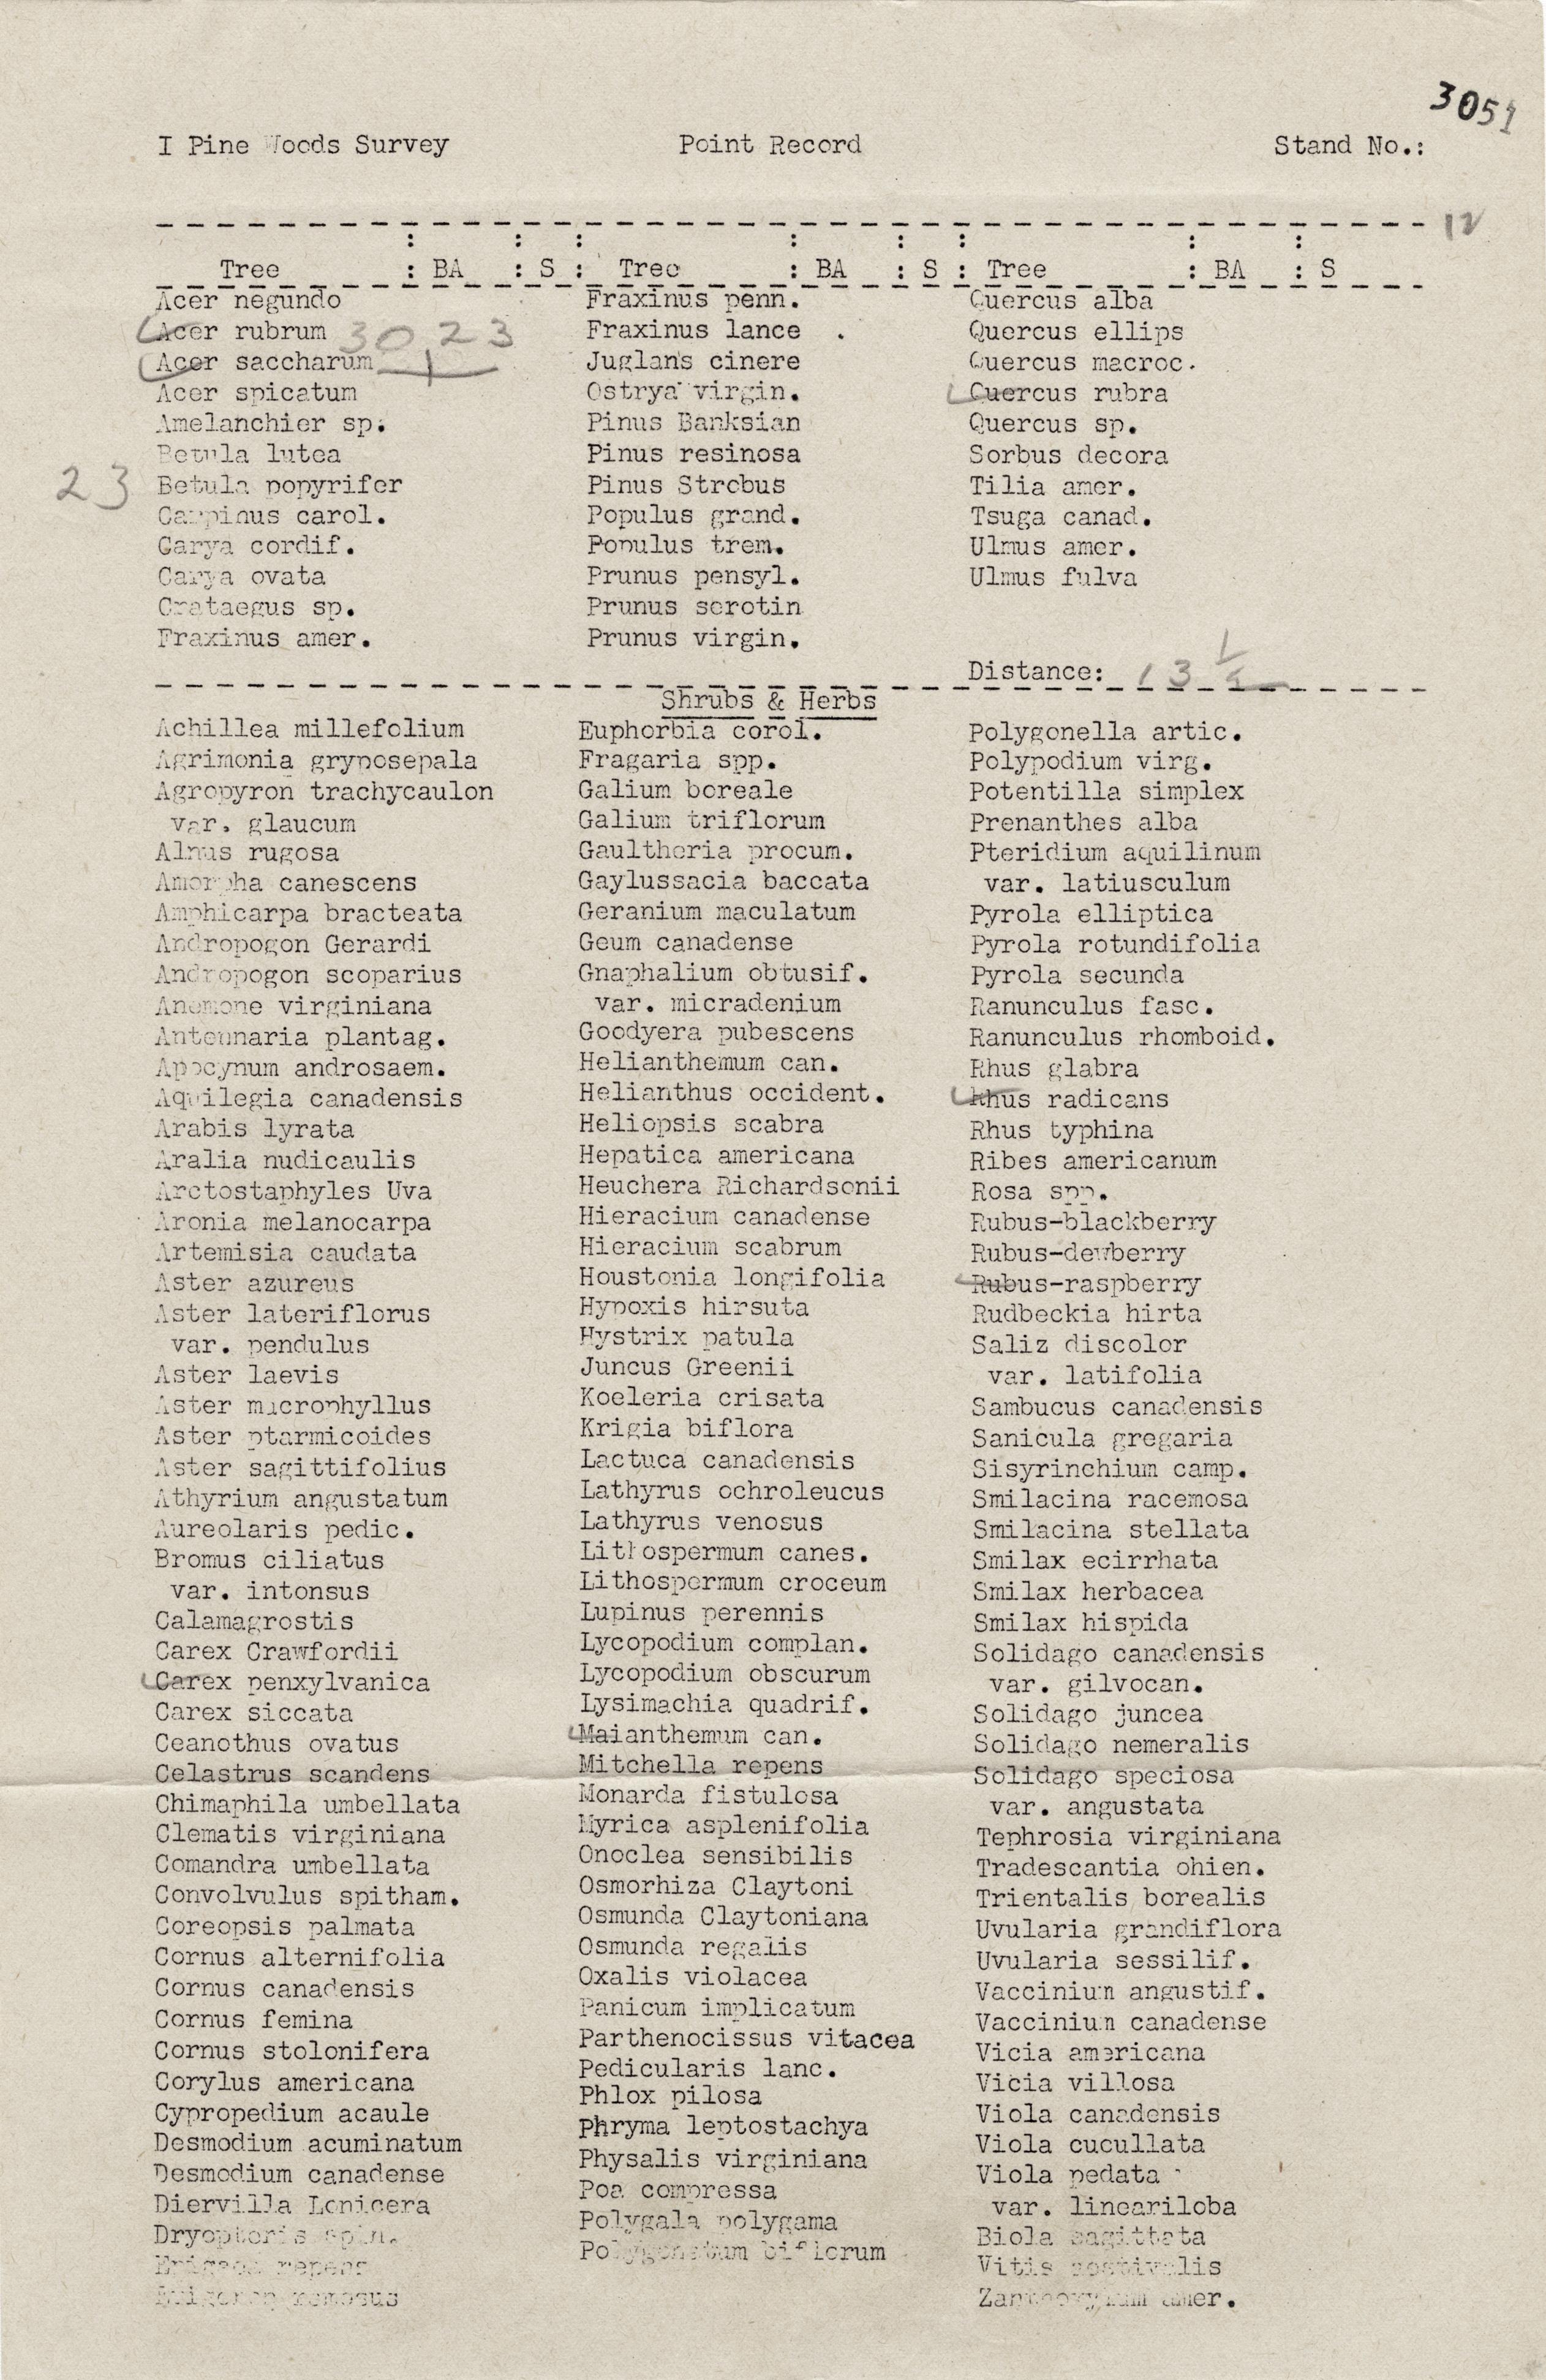 3051
I Pine Woods Survey Point Record Stand No.:
12
Tree : BA : S : Tree : BA : S : Tree : BA : S
Acer negundo
Acer rubrum 30 23
Acer saccharum 1
Acer spicatum
Amelanchier sp.
Betula lutea
23 Betula popyrifer
Carpinus carol.
Carya cordif.
Carya ovata
Crataegus sp.
Fraxinus amer.
Fraxinus penn.
Fraxinus lance .
Juglans cinere
Ostrya virgin.
Pinus Banksian
Pinus resinosa
Pinus Strobus
Populus grand.
Populus trem.
Prunus pensyl.
Prunus serotin
Prunus virgin.
Quercus alba
Quercus ellips
Quercus macroc.
Quercus rubra
Quercus sp.
Sorbus decora
Tilia amer.
Tsuga canad.
Ulmus amer.
Ulmus fulva
Distance: 13
Shrubs & Herbs
Achillea millefolium
Agrimonia gryposepala
Agropyron trachycaulon
var. glaucum
Alnus rugosa
Amorpha canescens
Amphicarpa bracteata
Andropogon Gerardi
Andropogon scoparius
Anemone virginiana
Antennaria plantag.
Apocynum androsaem.
Aquilegia canadensis
Arabis lyrata
Aralia nudicaulis
Arctostaphyles Uva
Aronia melanocarpa
Artemisia caudata
Aster azureus
Aster lateriflorus
var. pendulus
Aster laevis
Aster macrophyllus
Aster ptarmicoides
Aster sagittifolius
Athyrium angustatum
Aureolaris pedic.
Bromus ciliatus
var. intonsus
Calamagrostis
Carex Crawfordii
Carex penxylvanica
Carex siccata
Ceanothus ovatus
Celastrus scandens
Chimaphila umbellata
Clematis virginiana
Comandra umbellata
Convolvulus spitham.
Coreopsis palmata
Cornus alternifolia
Cornus canadensis
Cornus femina
Cornus stolonifera
Corylus americana
Cypropedium acaule
Desmodium acuminatum
Desmodium canadense
Diervilla Lonicera
Dryopteris spin.
Epigaea repens
Erigeron ramosus
Euphorbia corol.
Fragaria spp.
Galium boreale
Galium triflorum
Gaultheria procum.
Gaylussacia baccata
Geranium maculatum
Geum canadense
Gnaphalium obtusif.
var. micradenium
Goodyera pubescens
Helianthemum can.
Helianthus occident.
Heliopsis scabra
Hepatica americana
Heuchera Richardsonii
Hieracium canadense
Hieracium scabrum
Houstonia longifolia
Hypoxis hirsuta
Hystrix patula
Juncus Greenii
Koeleria crisata
Krigia biflora
Lactuca canadensis
Lathyrus ochroleucus
Lathyrus venosus
Lithospermum canes.
Lithospermum croceum
Lupinus perennis
Lycopodium complan.
Lycopodium obscurum
Lysimachia quadrif.
Maianthemum can.
Mitchella repens
Monarda fistulosa
Myrica asplenifolia
Onoclea sensibilis
Osmorhiza Claytoni
Osmunda Claytoniana
Osmunda regalis
Oxalis violacea
Panicum implicatum
Parthenocissus vitacea
Pedicularis lanc.
Phlox pilosa
Phryma leptostachya
Physalis virginiana
Poa compressa
Polygala polygama
Polygonatum biflorum
Polygonella artic.
Polypodium virg.
Potentilla simplex
Prenanthes alba
Pteridium aquilinum
var. latiusculum
Pyrola elliptica
Pyrola rotundifolia
Pyrola secunda
Ranunculus fasc.
Ranunculus rhomboid.
Rhus glabra
Rhus radicans
Rhus typhina
Ribes americanum
Rosa spp.
Rubus-blackberry
Rubus-dewberry
Rubus-raspberry
Rudbeckia hirta
Saliz discolor
var. latifolia
Sambucus canadensis
Sanicula gregaria
Sisyrinchium camp.
Smilacina racemosa
Smilacina stellata
Smilax ecirrhata
Smilax herbacea
Smilax hispida
Solidago canadensis
var. gilvocan.
Solidago juncea
Solidago nemeralis
Solidago speciosa
var. angustata
Tephrosia virginiana
Tradescantia ohien.
Trientalis borealis
Uvularia grandiflora
Uvularia sessilif.
Vaccinium angustif.
Vaccinium canadense
Vicia americana
Vicia villosa
Viola canadensis
Viola cucullata
Viola pedata
var. lineariloba
Biola sagittata
Vitis aestivalis
Zanthoxylum amer.